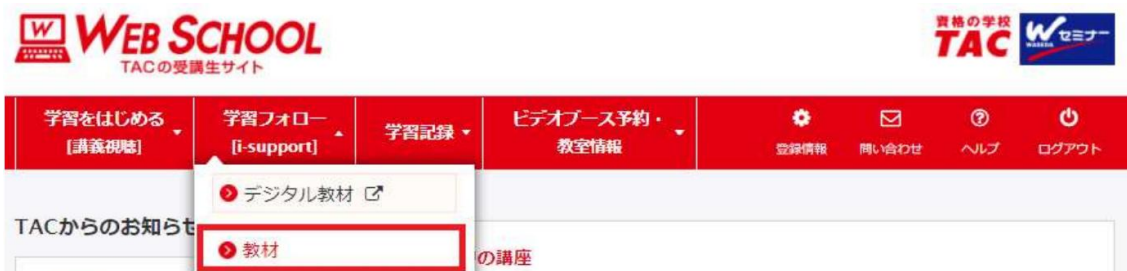 W WEB SCHOOL
TACの受講生サイト
資格の学校
TAC
W セミナー
WASEDA
学習をはじめる
[講義視聴]
学習フォロー
[i-support]
学習記録
ビデオブース予約・
教室情報
登録情報
問い合わせ
ヘルプ
ログアウト
デジタル教材
TACからのお知らせ
教材
の講座